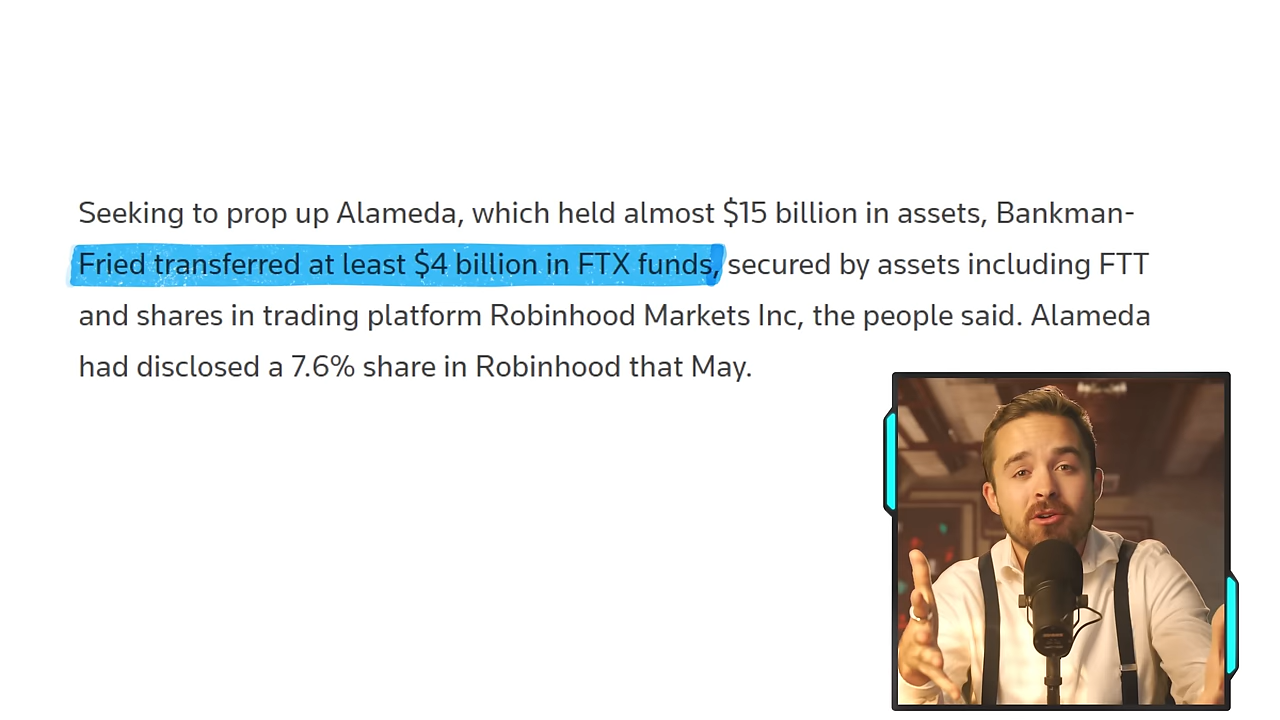 Seeking to prop up Alameda, which held almost $15 billion in assets, Bankman-
Fried transferred at least $4 billion in FTX funds, secured by assets including FTT
and shares in trading platform Robinhood Markets Inc, the people said. Alameda
had disclosed a 7.6% share in Robinhood that May.